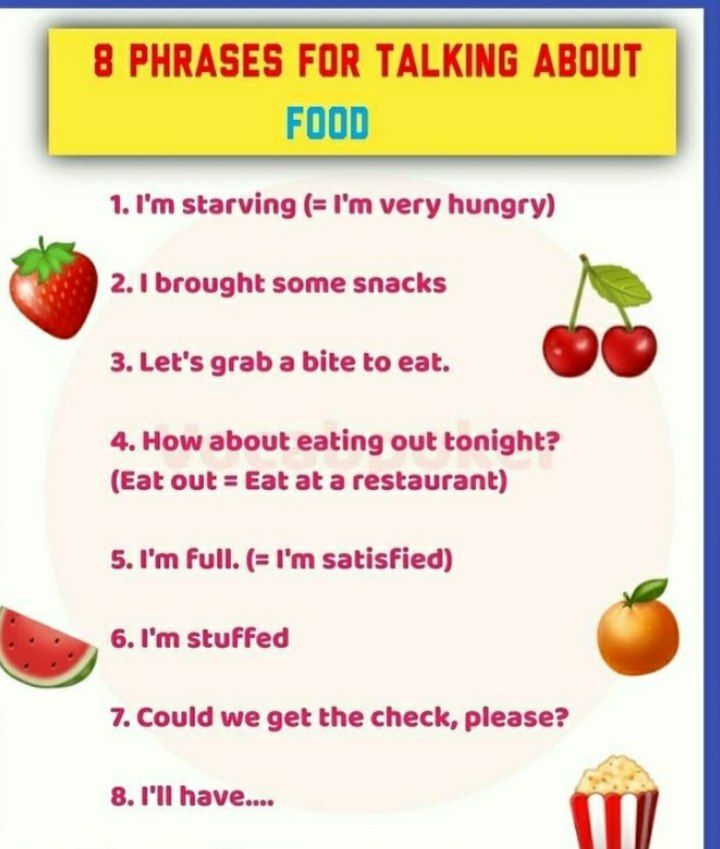 8 PHRASES FOR TALKING ABOUT
FOOD
1. I'm starving (= I'm very hungry)
2. I brought some snacks
3. Let's grab a bite to eat.
4. How about eating out tonight?
Vocabpoker
(Eat out = Eat at a restaurant)
5. I'm full. (= I'm satisfied)
6. I'm stuffed
7. Could we get the check, please?
8. I'll have....